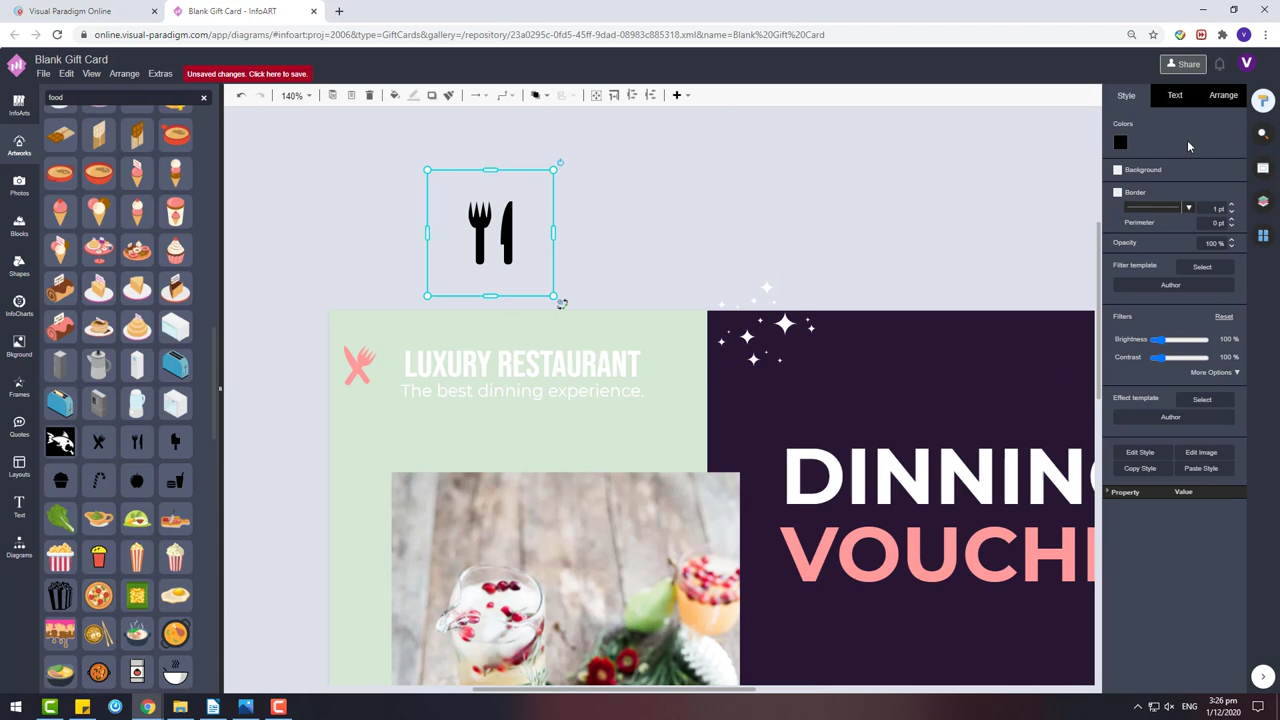 Visual Paradigm Online
Blank Gift Card - InfoART
online.visual-paradigm.com/app/diagrams/#infoart:proj=2006&type=GiftCards&gallery=/repository/23a0295c-0fd5-45ff-9dad-08983c885318.xml&name=Blank%20Gift%20Card
Blank Gift Card
File Edit View Arrange Extras
Unsaved changes. Click here to save.
Share
V
InfoArts
Artworks
Photos
Blocks
Shapes
InfoCharts
Bkground
Frames
Quotes
Layouts
Text
Diagrams
food
140%
LUXURY RESTAURANT
The best dinning experience.
DINNIN
VOUCH
Style Text Arrange
Colors
Background
Border
1 pt
Perimeter 0 pt
Opacity 100 %
Filter template Select
Author
Filters Reset
Brightness 100 %
Contrast 100 %
More Options
Effect template Select
Author
Edit Style Edit Image
Copy Style Paste Style
Property Value
ENG
3:26 pm
1/12/2020